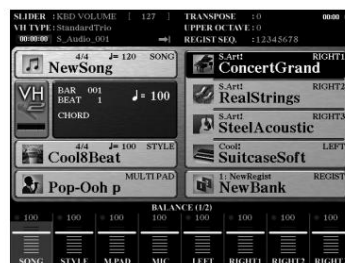 SLIDER : KBD VOLUME [ 127 ] TRANSPOSE : 0 00:00
VH TYPE : StandardTrio UPPER OCTAVE : 0
00:00:00 S_Audio_001 REGIST SEQ. : 12345678
4/4 ♩= 120 SONG
NewSong
S.Art! RIGHT1
ConcertGrand
VH 2
BAR 001
BEAT 1
♩= 100
CHORD
S.Art! RIGHT2
RealStrings
S.Art! RIGHT3
SteelAcoustic
4/4 ♩= 100 STYLE
Cool8Beat
Cool! LEFT
SuitcaseSoft
MULTI PAD
Pop-Ooh p
1: NewRegist REGIST
NewBank
BALANCE (1/2)
100 100 100 100 100 100 100 100
SONG STYLE M.PAD MIC LEFT RIGHT1 RIGHT2 RIGHT